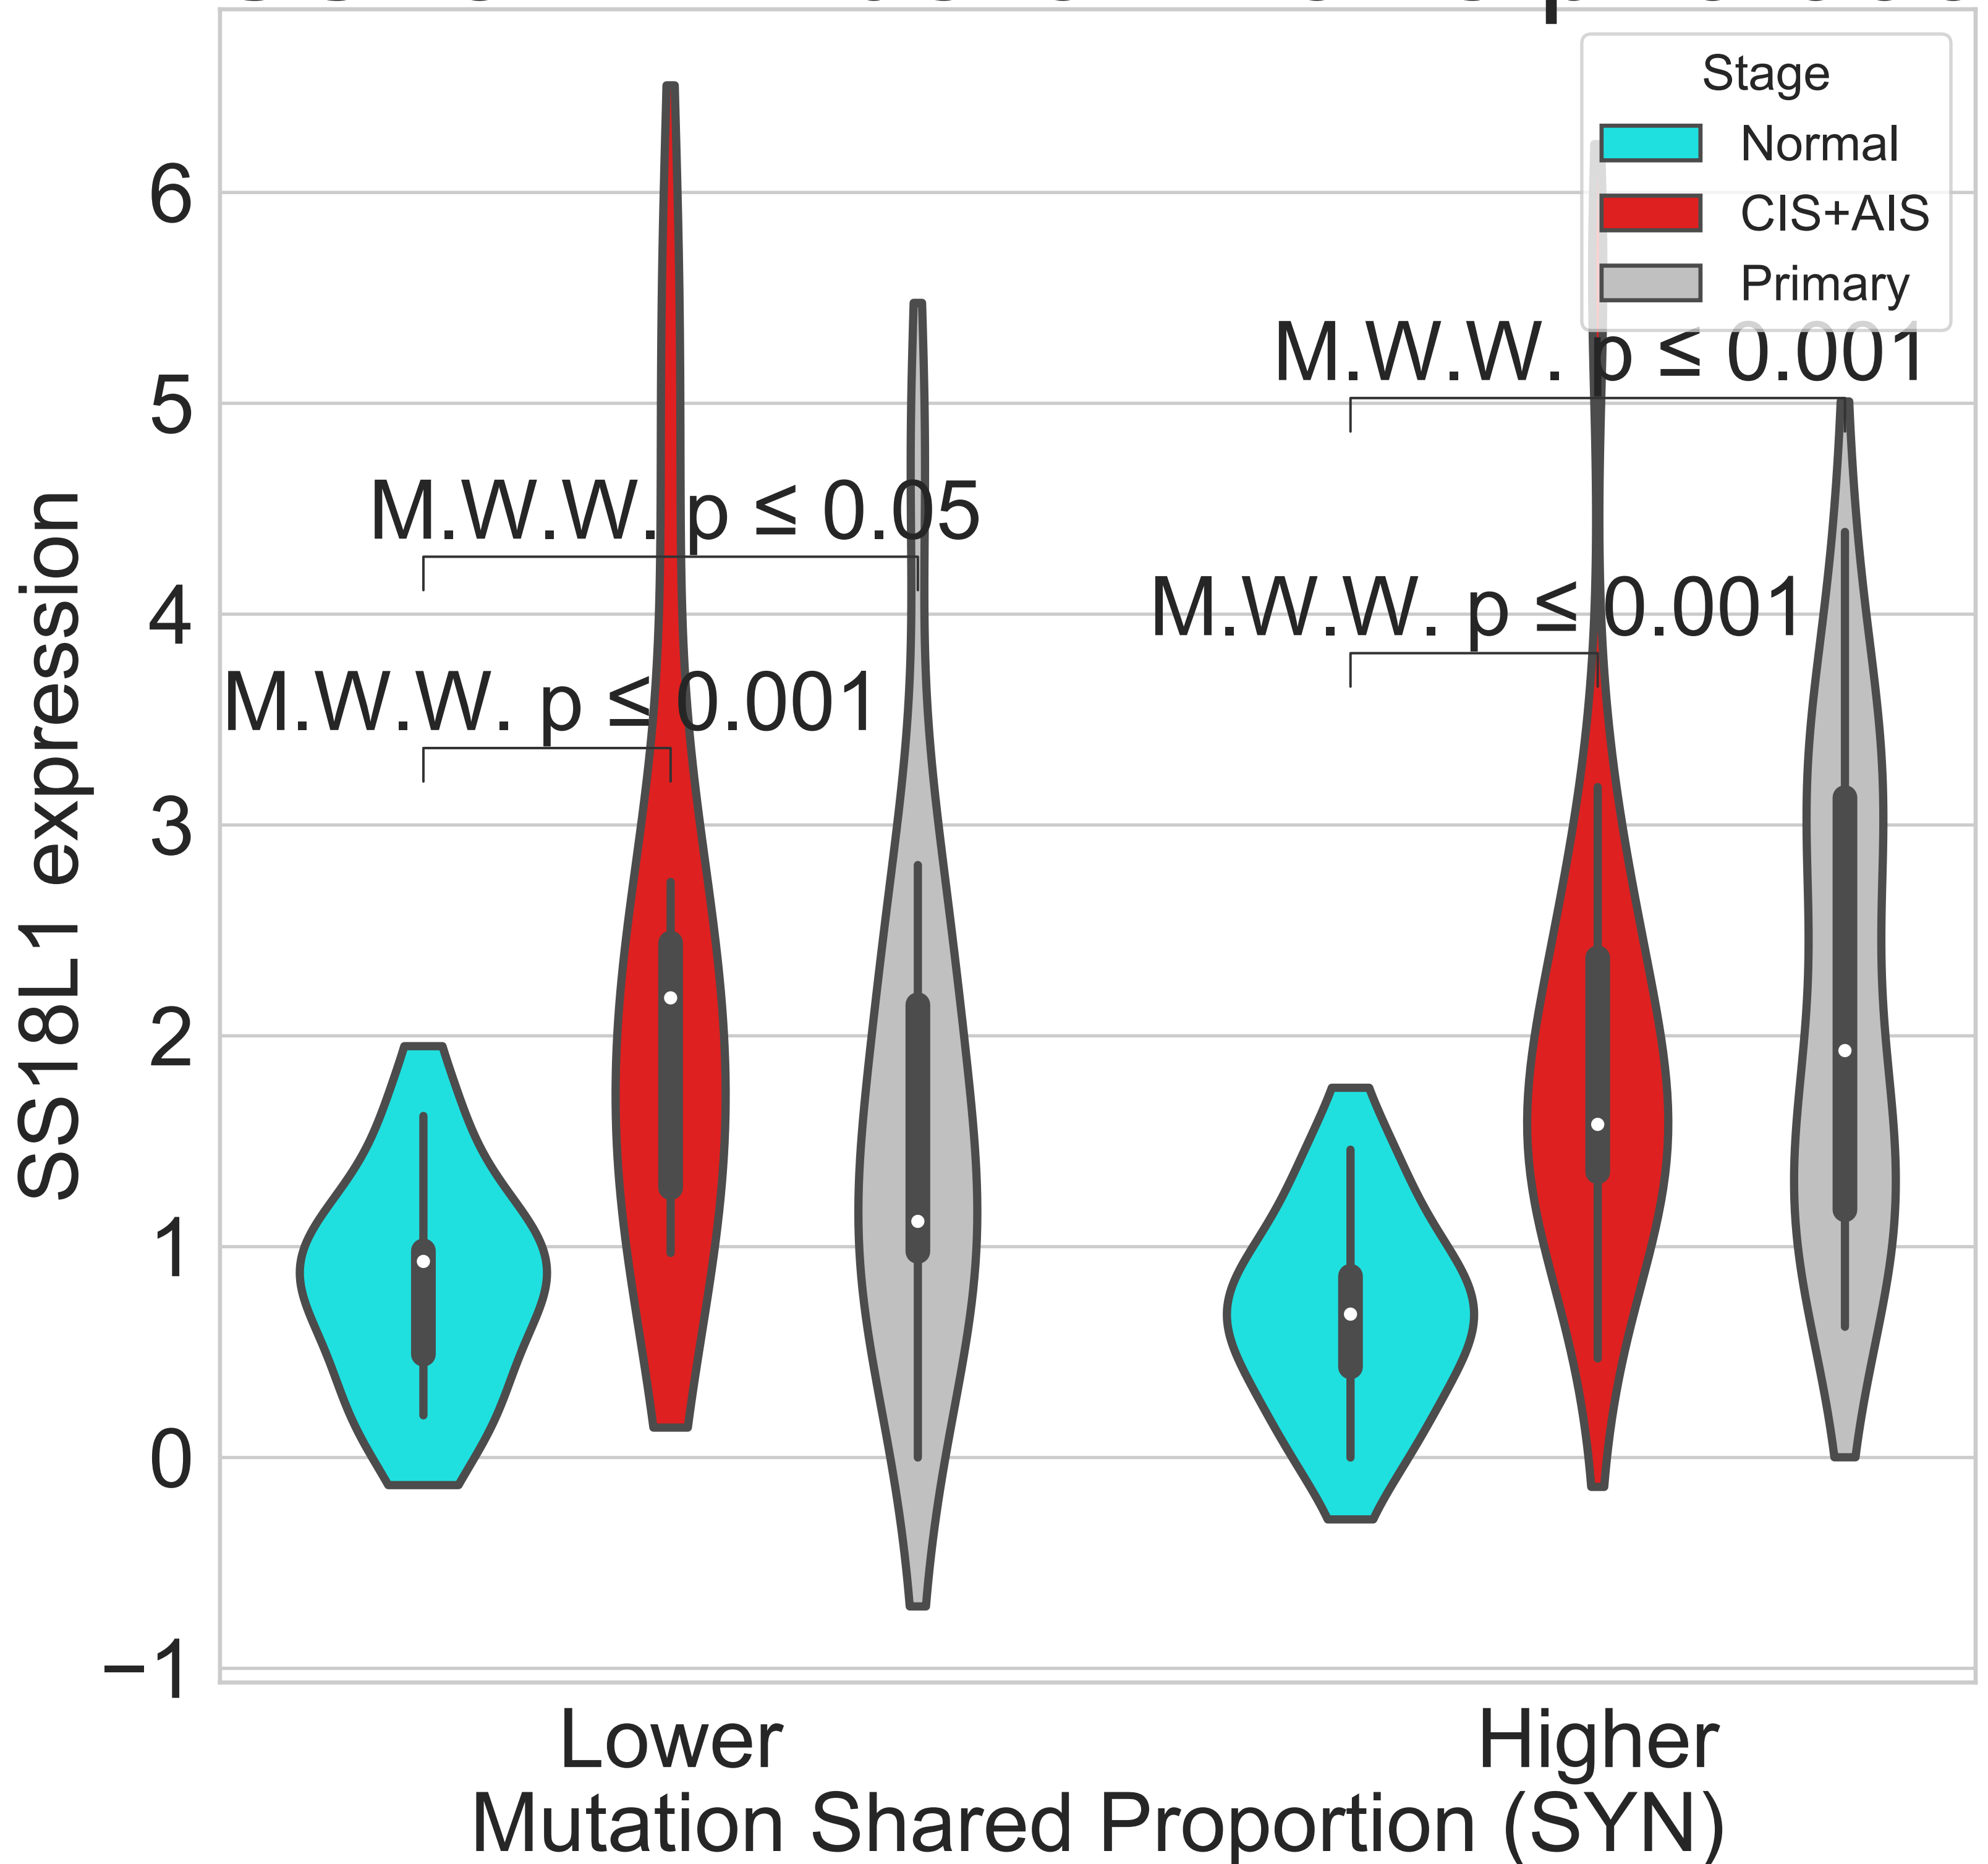 Stage
Normal
CIS+AIS
Primary
M.W.W. p ≤ 0.001
M.W.W. p ≤ 0.05
M.W.W. p ≤ 0.001
M.W.W. p ≤ 0.001
6
5
4
3
2
1
0
−1
SS18L1 expression
Lower
Higher
Mutation Shared Proportion (SYN)